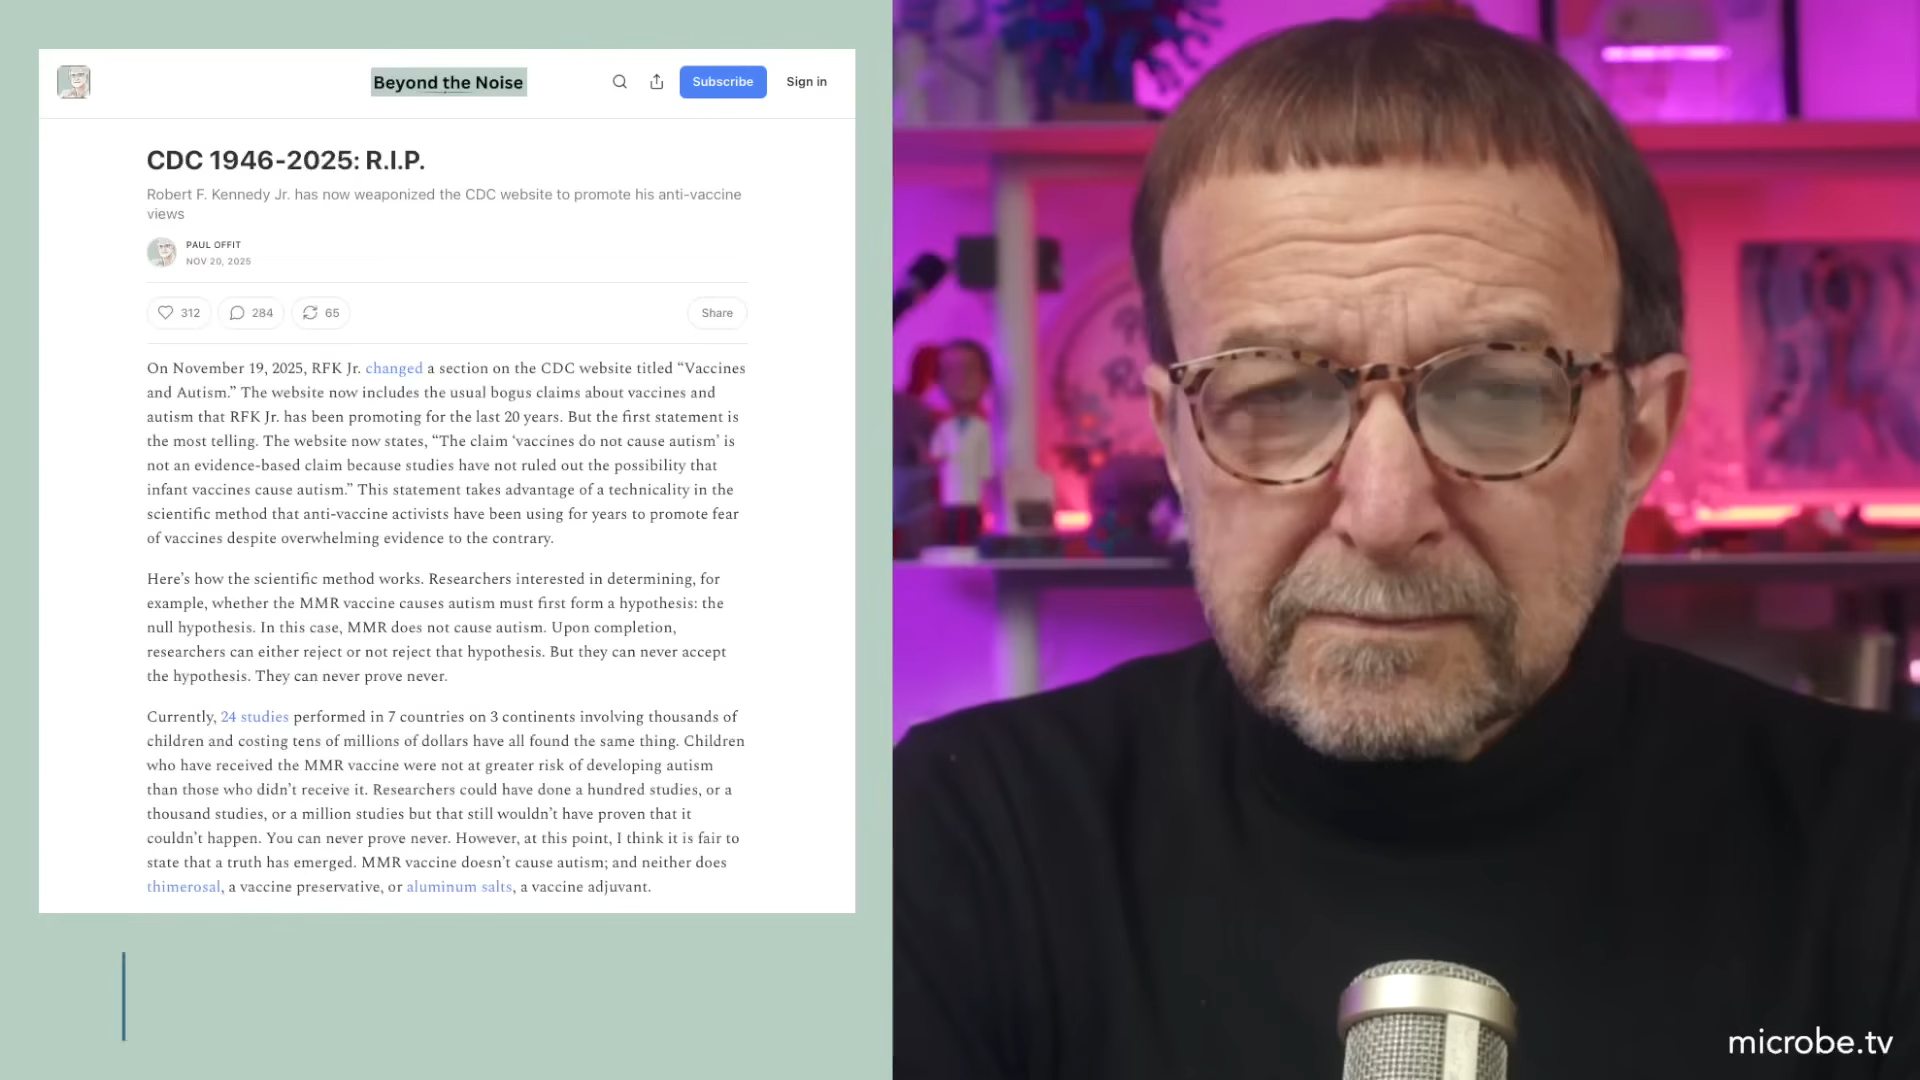 Beyond the Noise
Subscribe
Sign in
CDC 1946-2025: R.I.P.
Robert F. Kennedy Jr. has now weaponized the CDC website to promote his anti-vaccine
views
PAUL OFFIT
NOV 20, 2025
312
284
65
Share
On November 19, 2025, RFK Jr. changed a section on the CDC website titled “Vaccines
and Autism.” The website now includes the usual bogus claims about vaccines and
autism that RFK Jr. has been promoting for the last 20 years. But the first statement is
the most telling. The website now states, “The claim ‘vaccines do not cause autism’ is
not an evidence-based claim because studies have not ruled out the possibility that
infant vaccines cause autism.” This statement takes advantage of a technicality in the
scientific method that anti-vaccine activists have been using for years to promote fear
of vaccines despite overwhelming evidence to the contrary.
Here’s how the scientific method works. Researchers interested in determining, for
example, whether the MMR vaccine causes autism must first form a hypothesis: the
null hypothesis. In this case, MMR does not cause autism. Upon completion,
researchers can either reject or not reject that hypothesis. But they can never accept
the hypothesis. They can never prove never.
Currently, 24 studies performed in 7 countries on 3 continents involving thousands of
children and costing tens of millions of dollars have all found the same thing. Children
who have received the MMR vaccine were not at greater risk of developing autism
than those who didn’t receive it. Researchers could have done a hundred studies, or a
thousand studies, or a million studies but that still wouldn’t have proven that it
couldn’t happen. You can never prove never. However, at this point, I think it is fair to
state that a truth has emerged. MMR vaccine doesn’t cause autism; and neither does
thimerosal, a vaccine preservative, or aluminum salts, a vaccine adjuvant.
microbe.tv